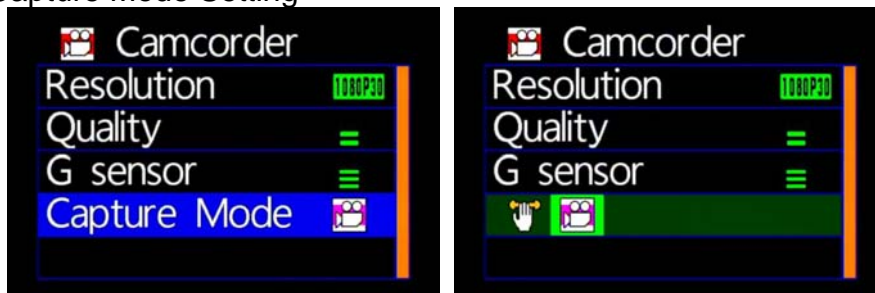 Capture Mode Setting
Camcorder
Resolution 1080P30
Quality
G sensor
Capture Mode
Camcorder
Resolution 1080P30
Quality
G sensor